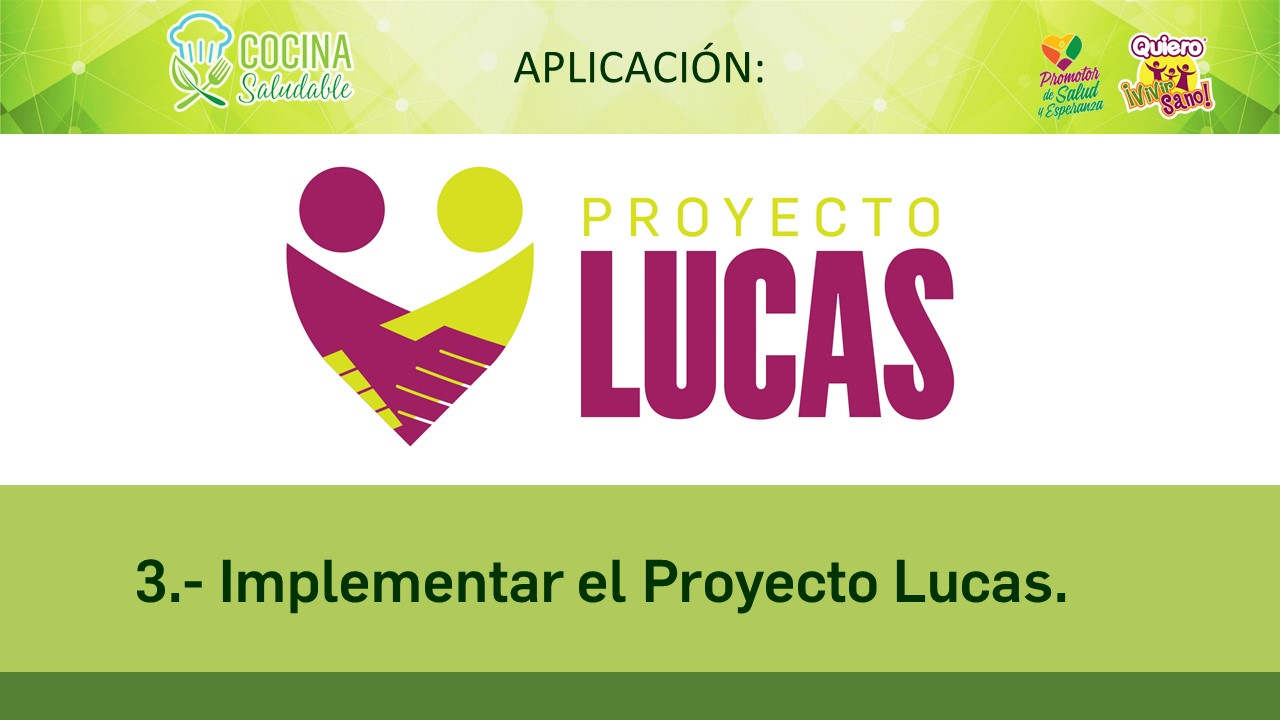 COCINA
Saludable
APLICACIÓN:
Promotor
de Salud
y Esperanza
Quiero
¡Vivir
Sano!
PROYECTO
LUCAS
3.- Implementar el Proyecto Lucas.